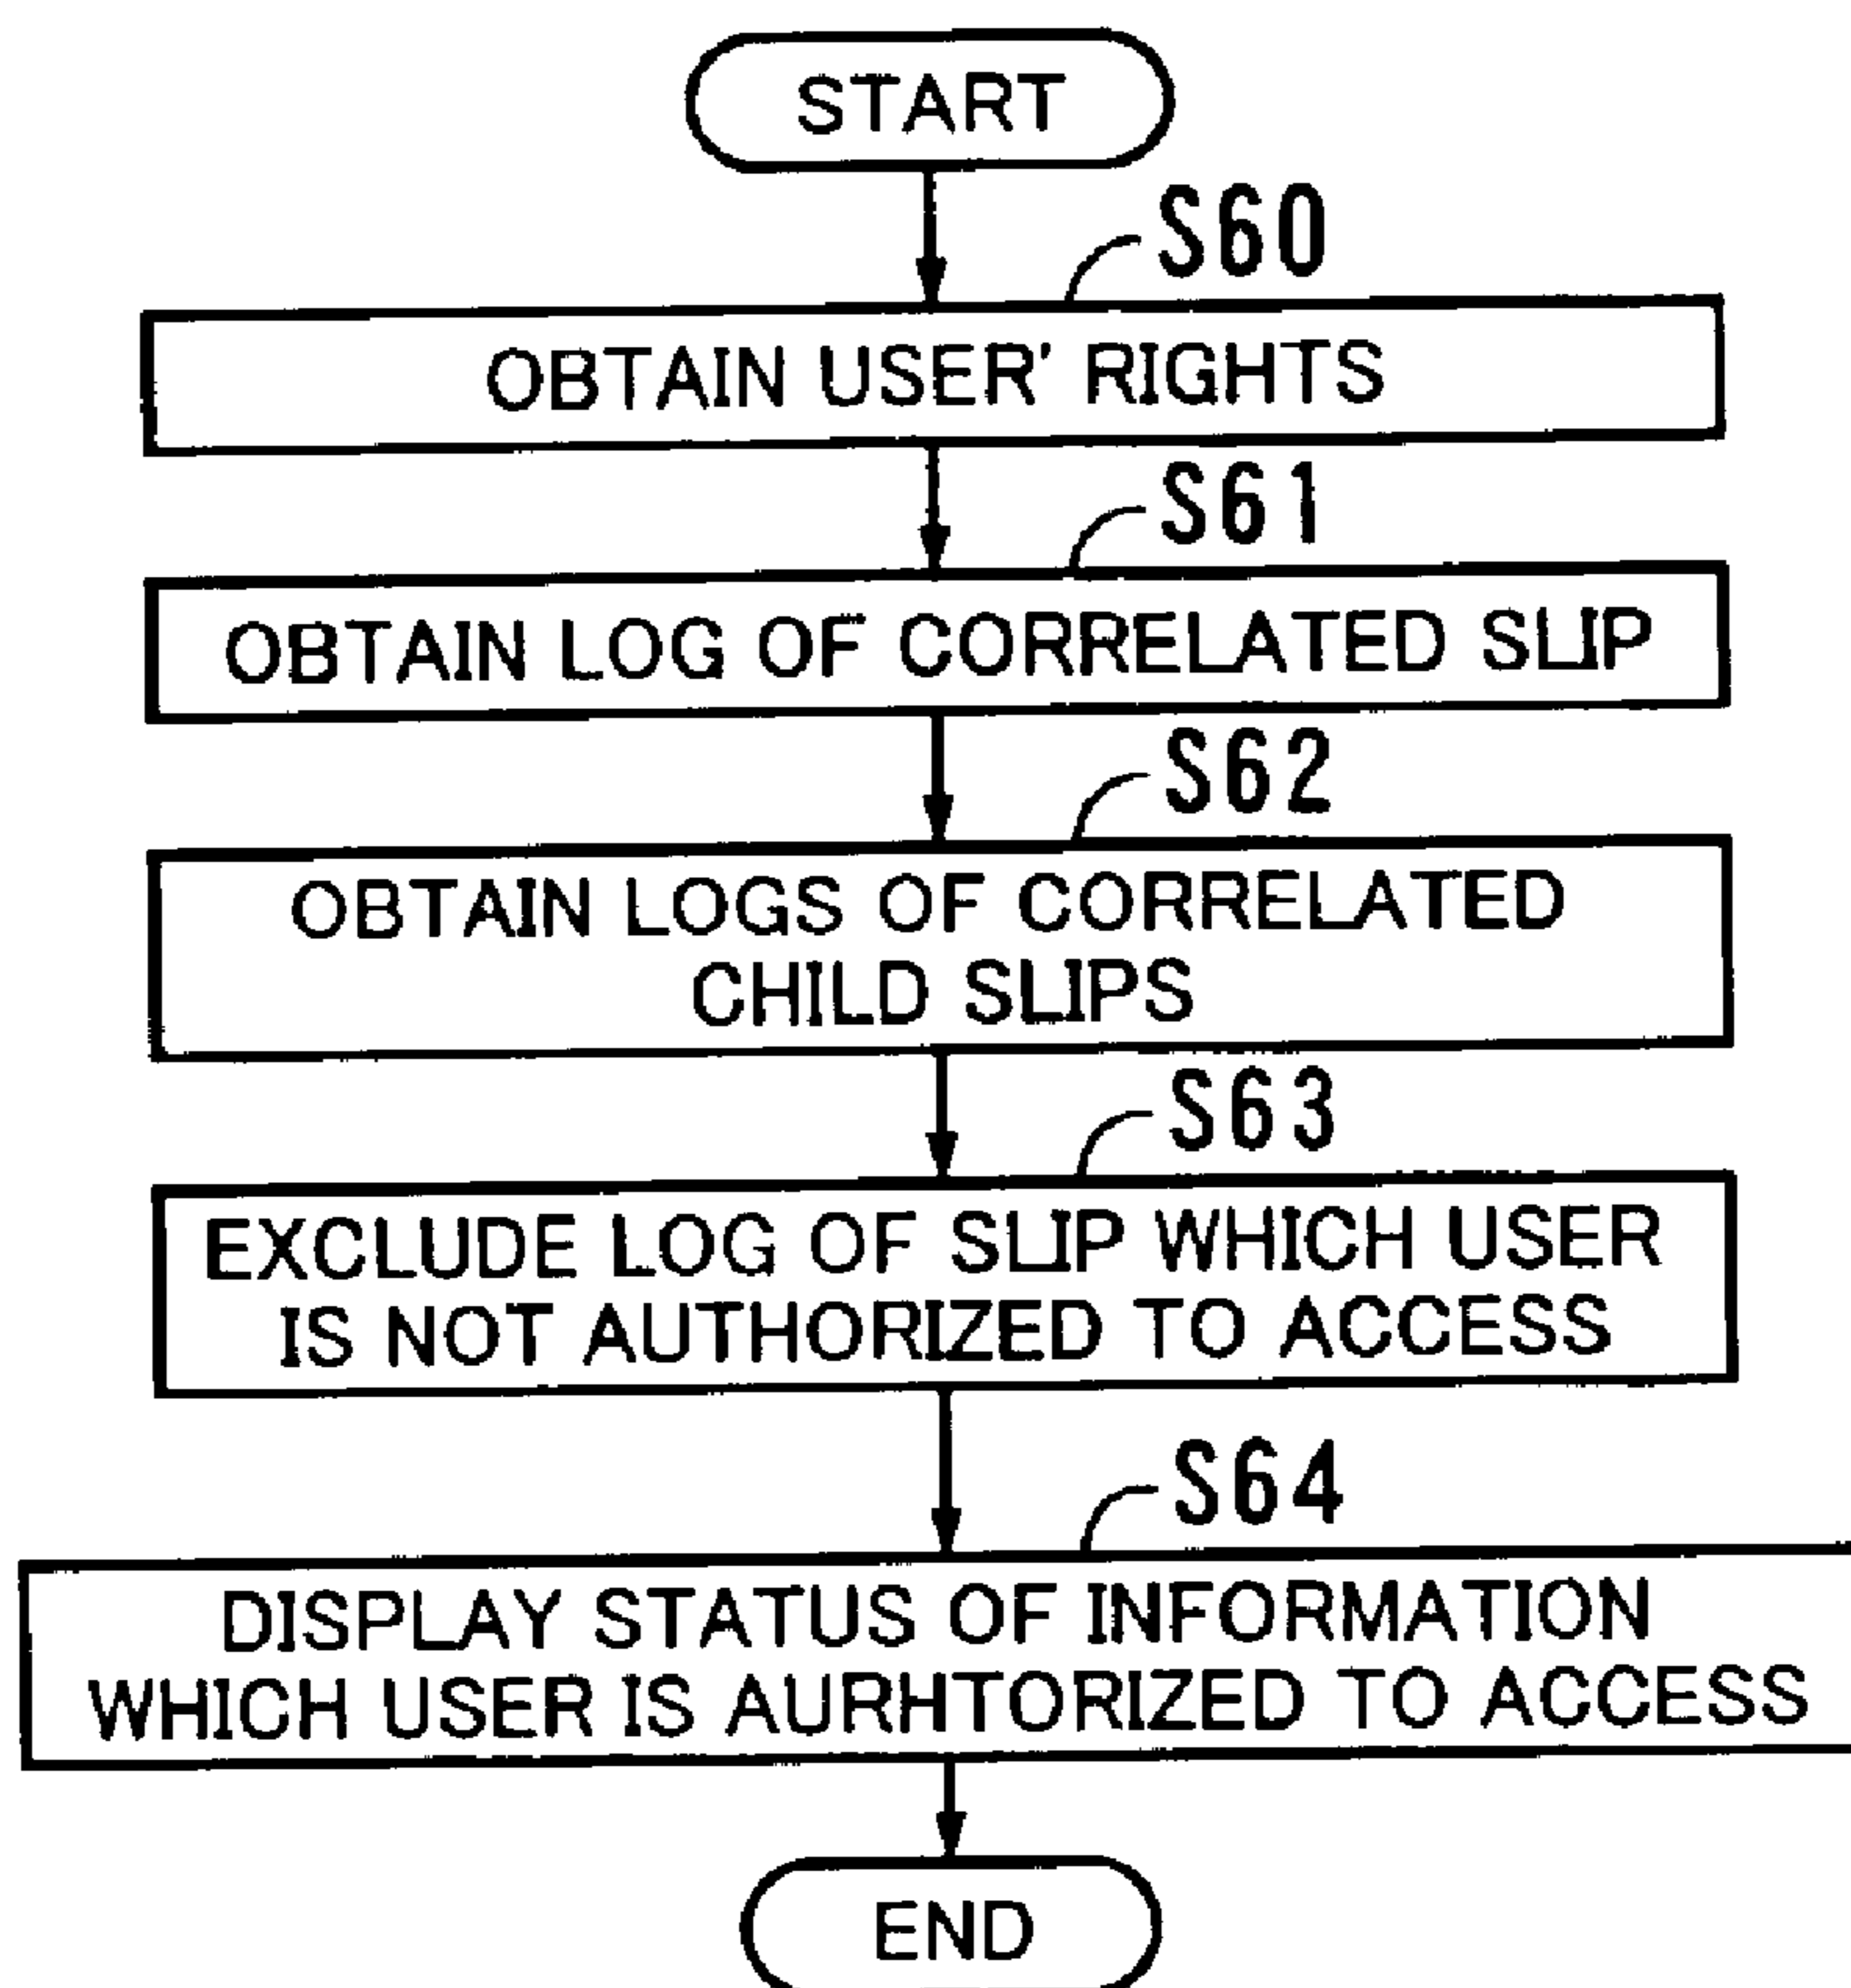 START
S60
OBTAIN USER' RIGHTS
S61
OBTAIN LOG OF CORRELATED SLIP
S62
OBTAIN LOGS OF CORRELATED
CHILD SLIPS
S63
EXCLUDE LOG OF SLIP WHICH USER
IS NOT AUTHORIZED TO ACCESS
S64
DISPLAY STATUS OF INFORMATION
WHICH USER IS AURHTORIZED TO ACCESS
END